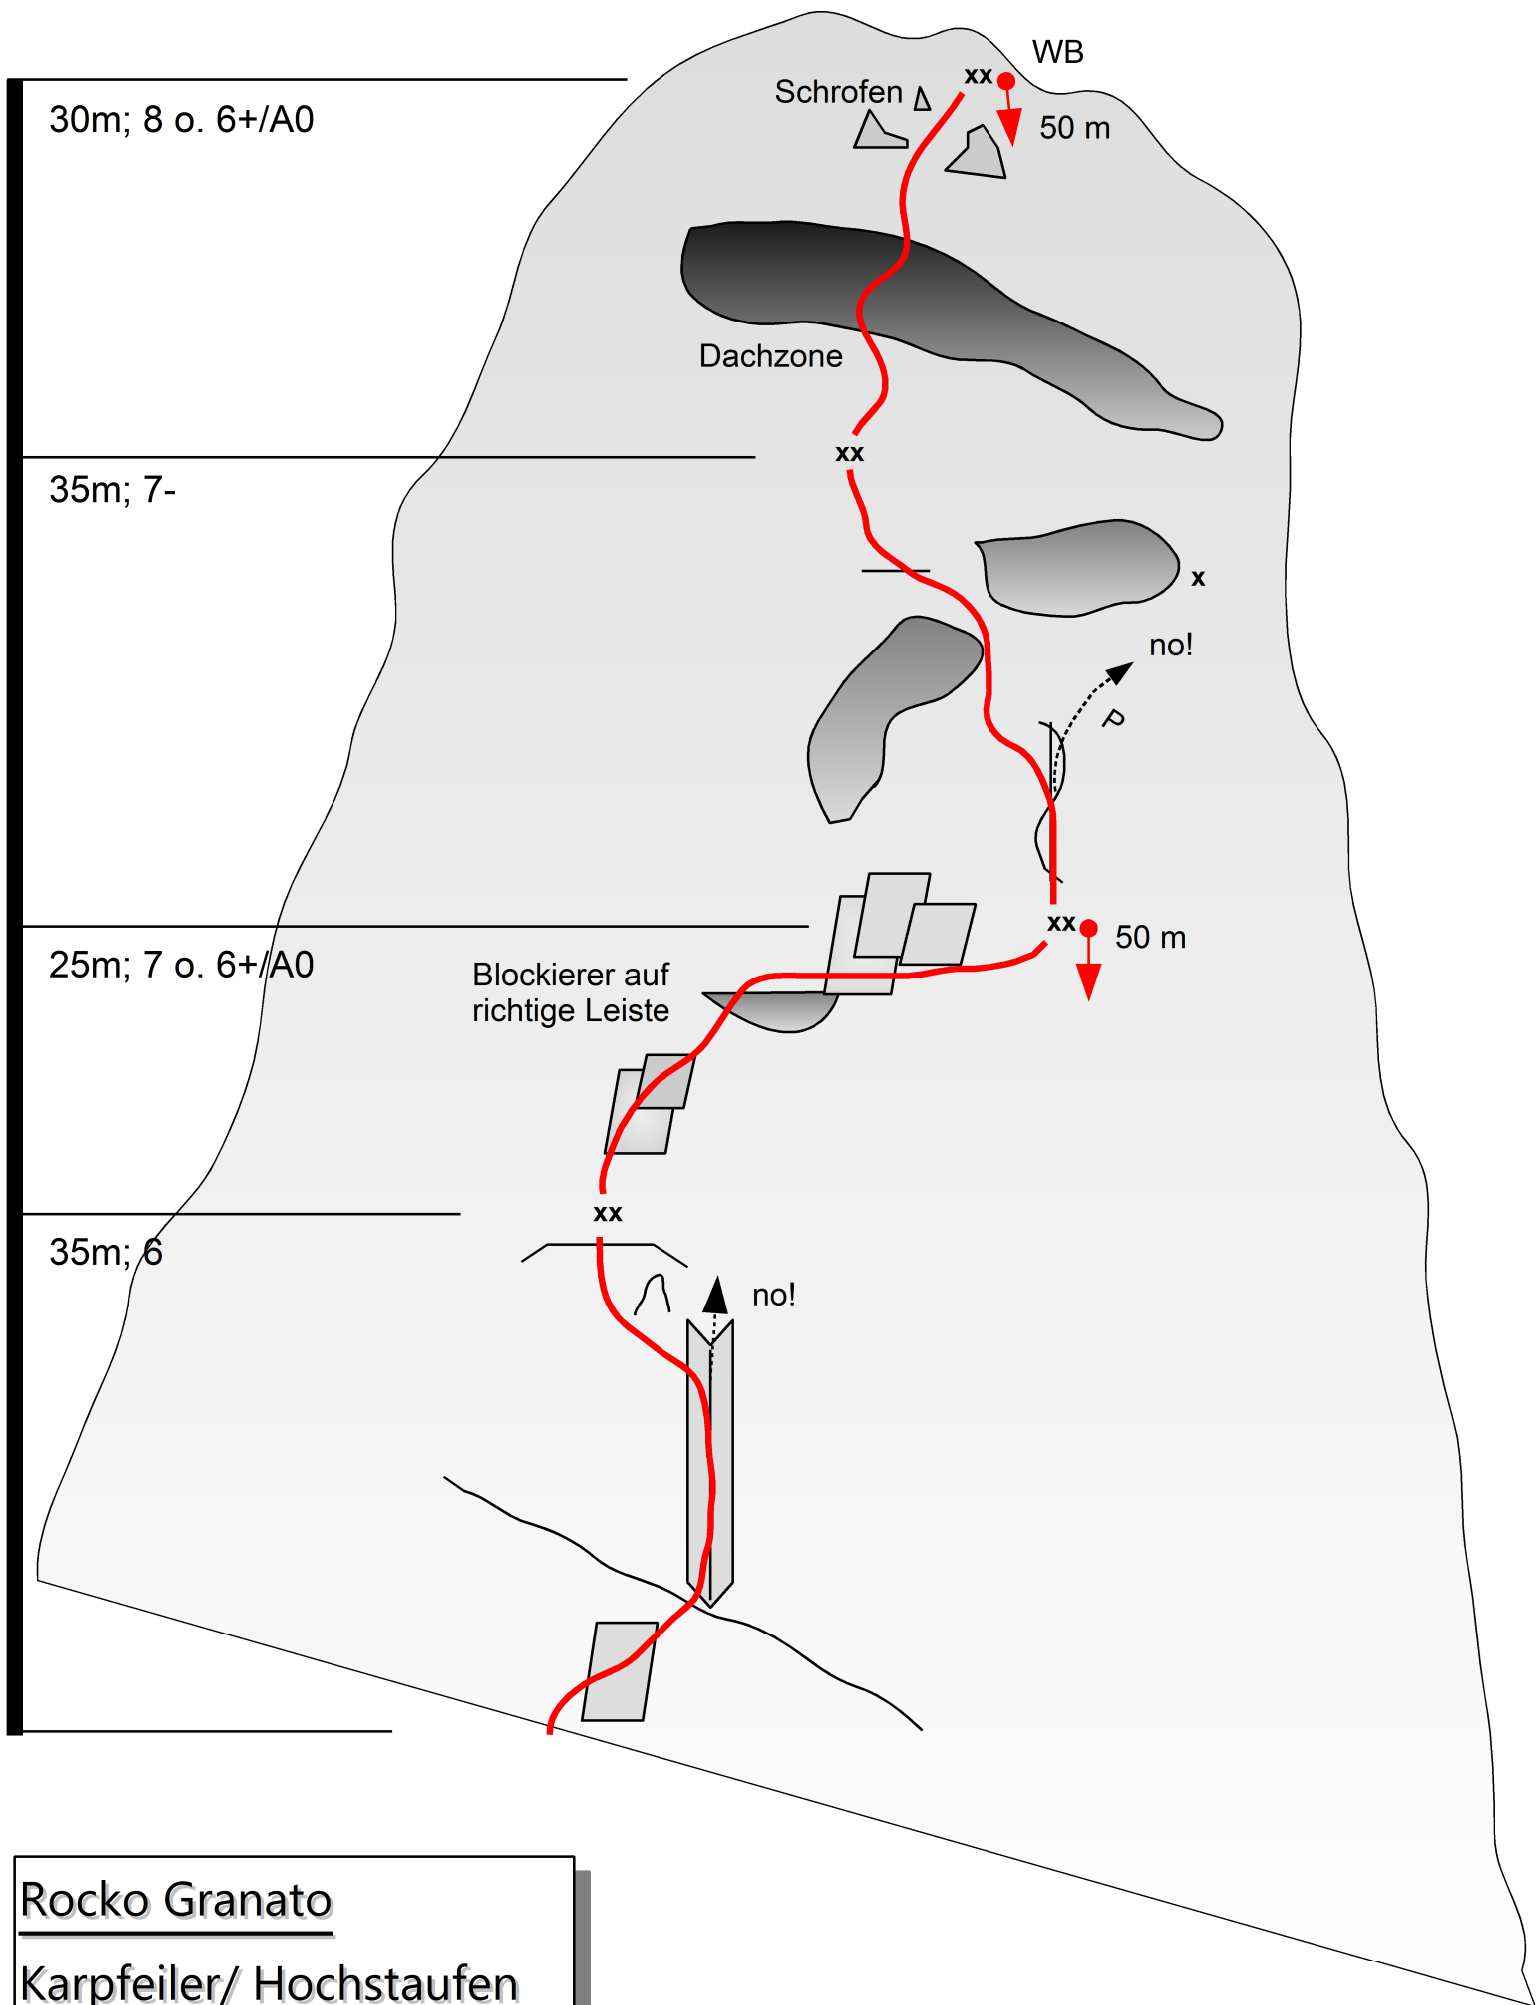 WB
xx
Schrofen
30m; 8 o. 6+/A0
50 m
Dachzone
xx
35m; 7-
x
no!
P
xx
50 m
25m; 7 o. 6+/A0
Blockierer auf
richtige Leiste
xx
35m; 6
no!
Rocko Granato
Karpfeiler/ Hochstaufen